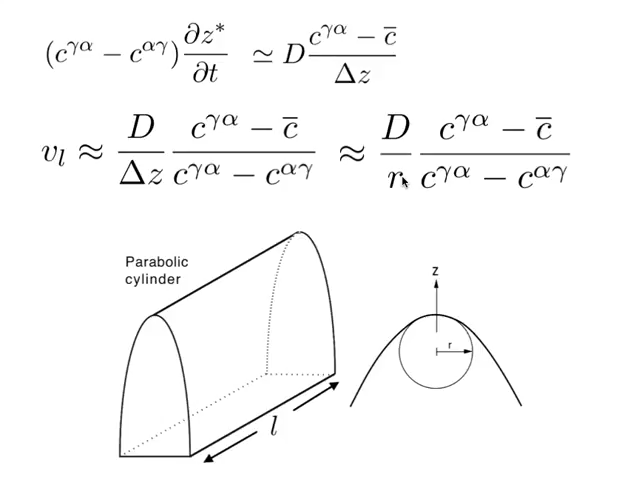 (c^{γα} − c^{αγ}) ∂z*/∂t ≃ D (c^{γα} − c̅)/Δz
v_l ≈ D/Δz (c^{γα} − c̅)/(c^{γα} − c^{αγ}) ≈ D/r (c^{γα} − c̅)/(c^{γα} − c^{αγ})
Parabolic
cylinder
z
r
l